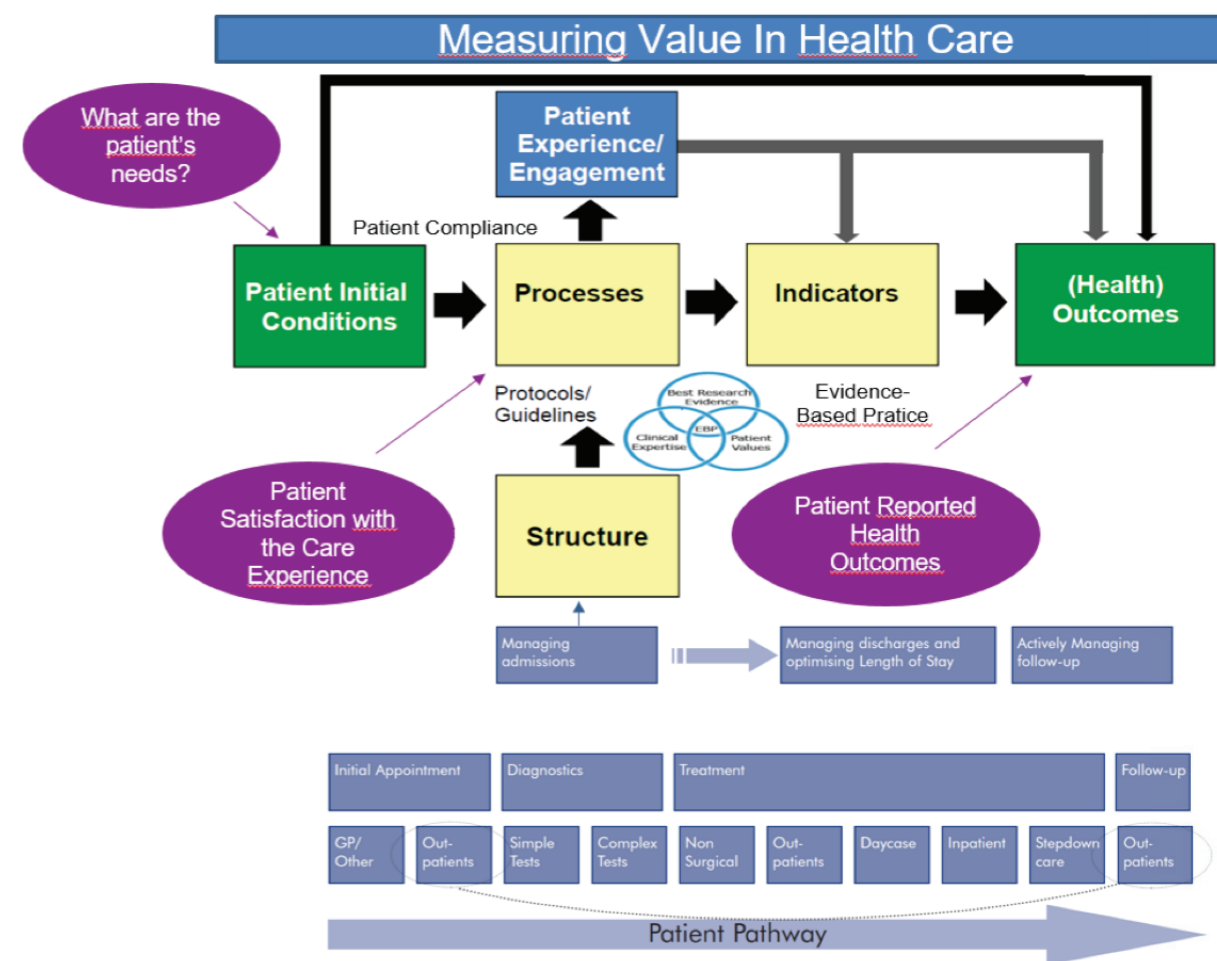 Measuring Value In Health Care
What are the
patient's
needs?
Patient
Experience/
Engagement
Patient Compliance
Patient Initial
Conditions
Processes
Indicators
(Health)
Outcomes
Protocols/
Guidelines
Best Research
Evidence
EBP
Clinical
Expertise
Patient
Values
Evidence-
Based Pratice
Patient
Satisfaction with
the Care
Experience
Structure
Patient Reported
Health
Outcomes
Managing
admissions
Managing discharges and
optimising Length of Stay
Actively Managing
follow-up
Initial Appointment
Diagnostics
Treatment
Follow-up
GP/
Other
Out-
patients
Simple
Tests
Complex
Tests
Non
Surgical
Out-
patients
Daycase
Inpatient
Stepdown
care
Out-
patients
Patient Pathway